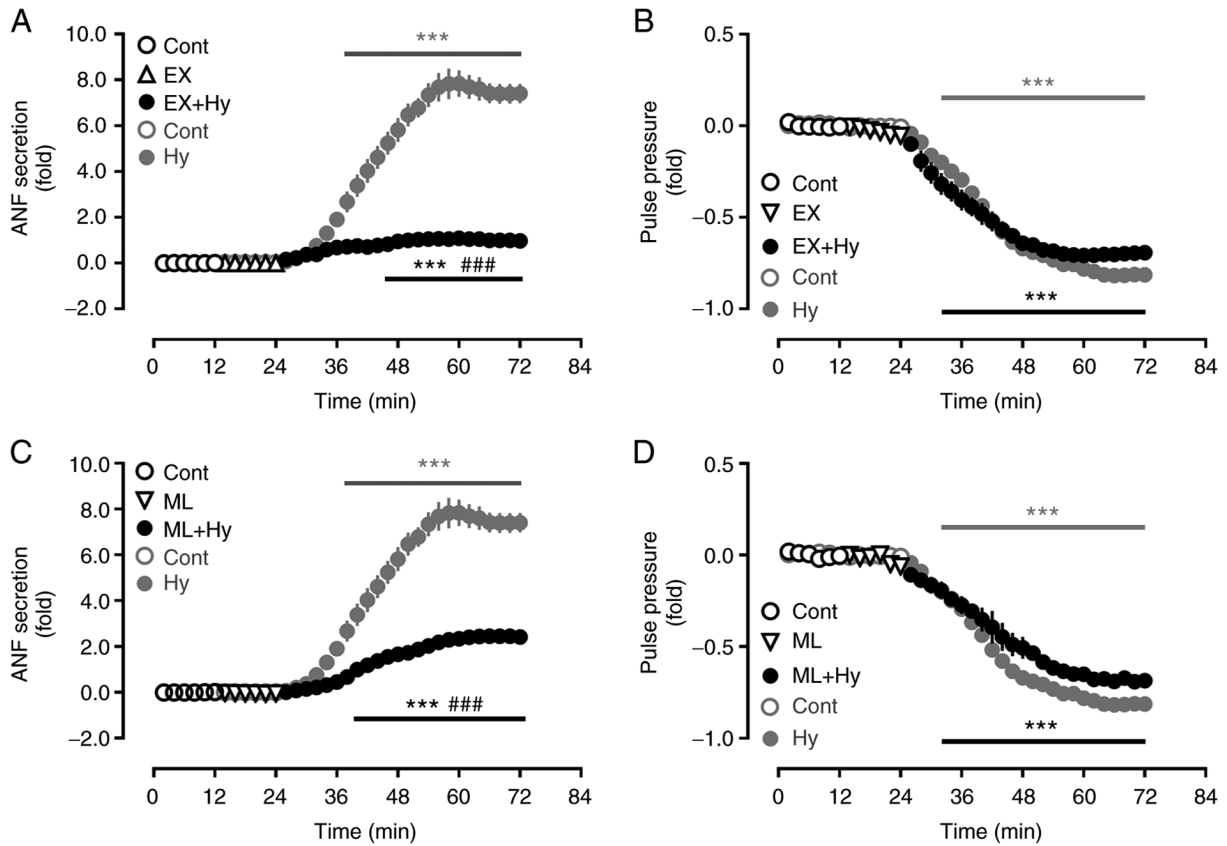 A
ANF secretion
(fold)
10.0
8.0
6.0
4.0
2.0
0.0
−2.0
Cont
EX
EX+Hy
Cont
Hy
***
*** ###
0 12 24 36 48 60 72 84
Time (min)
B
Pulse pressure
(fold)
0.5
0.0
−0.5
−1.0
***
Cont
EX
EX+Hy
Cont
Hy
***
0 12 24 36 48 60 72 84
Time (min)
C
ANF secretion
(fold)
10.0
8.0
6.0
4.0
2.0
0.0
−2.0
Cont
ML
ML+Hy
Cont
Hy
***
*** ###
0 12 24 36 48 60 72 84
Time (min)
D
Pulse pressure
(fold)
0.5
0.0
−0.5
−1.0
***
Cont
ML
ML+Hy
Cont
Hy
***
0 12 24 36 48 60 72 84
Time (min)